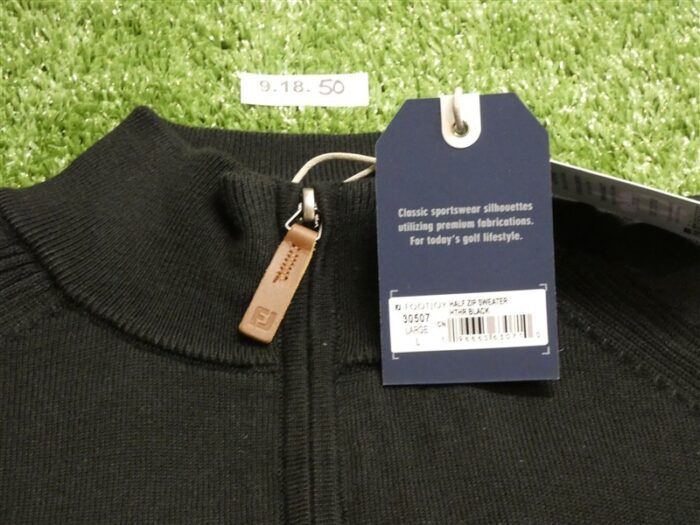 9.18.50
Classic sportswear silhouettes
utilizing premium fabrications.
For today's golf lifestyle.
FJ FOOTJOY HALF ZIP SWEATER
30507 HTHR BLACK
LARGE
L